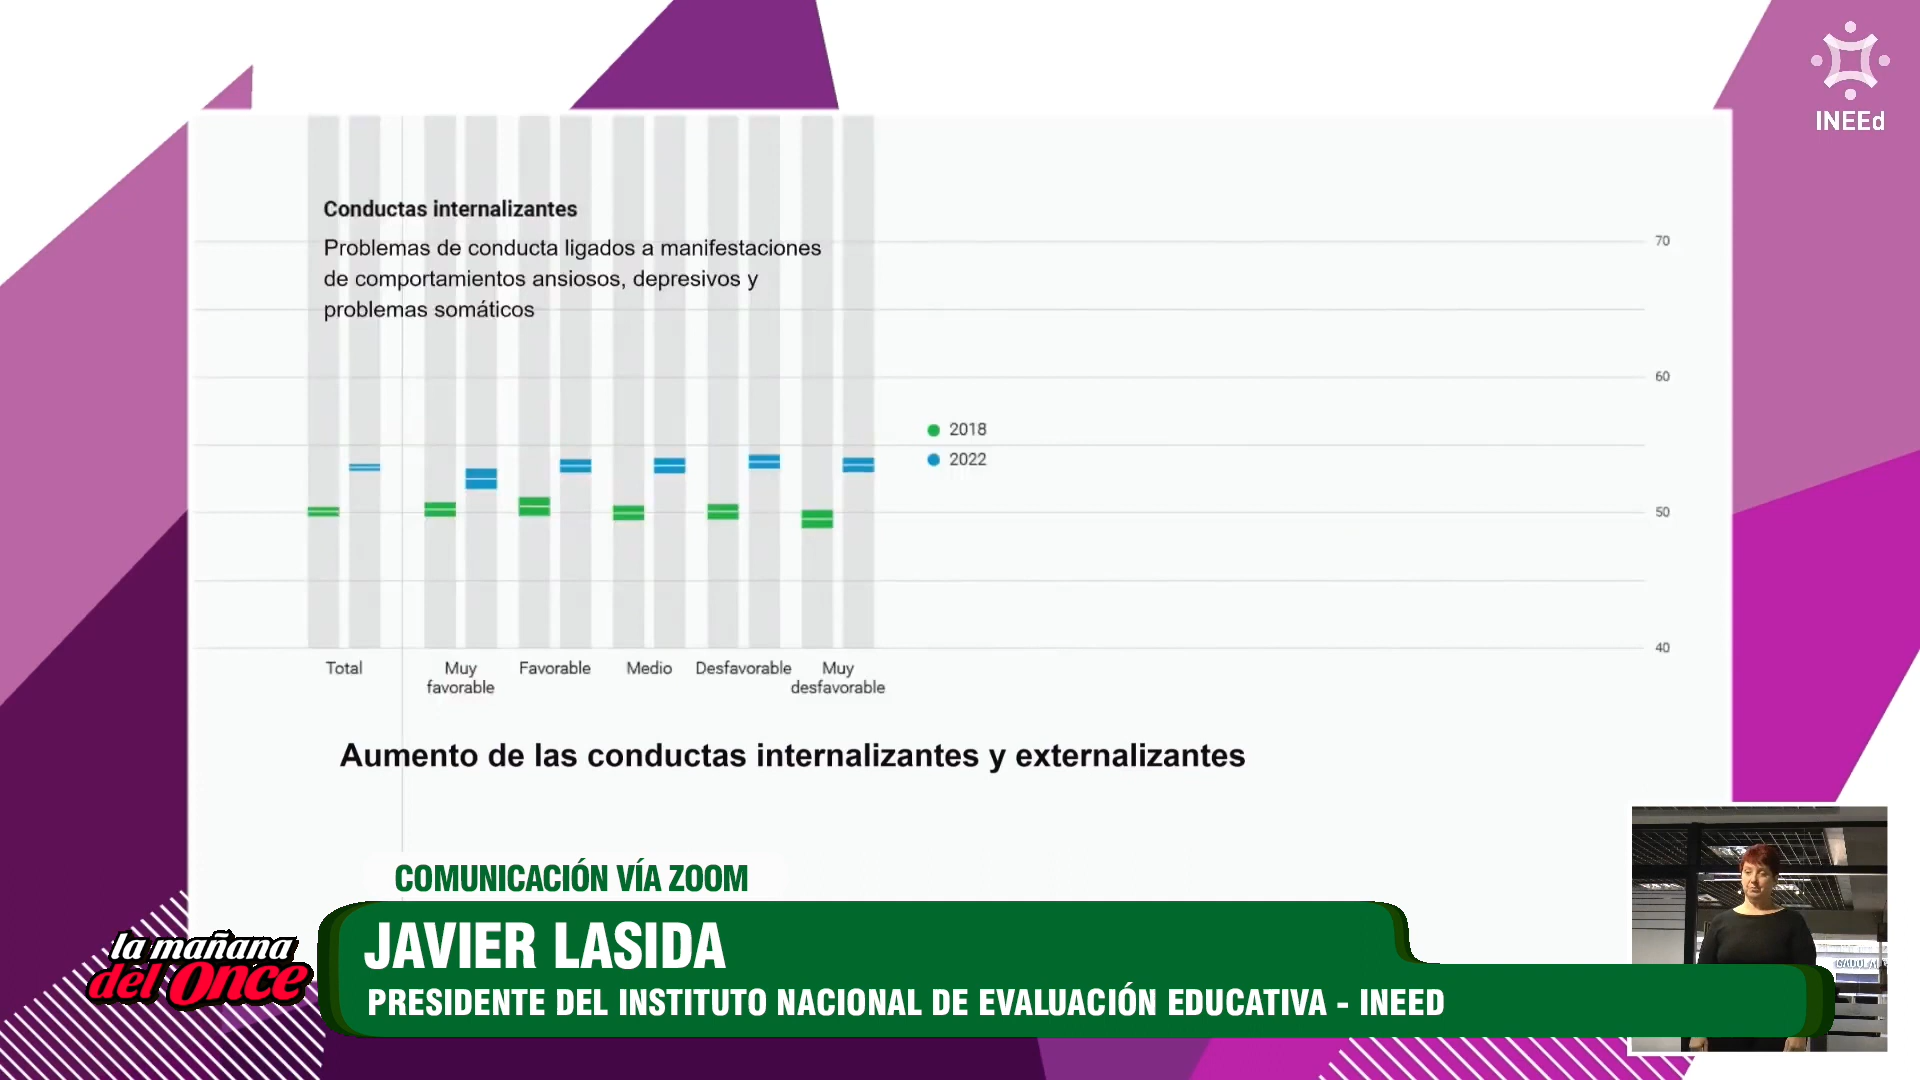 INEEd
Conductas internalizantes
Problemas de conducta ligados a manifestaciones
de comportamientos ansiosos, depresivos y
problemas somáticos
70
60
2018
2022
50
40
Total
Muy
favorable
Favorable
Medio
Desfavorable
Muy
desfavorable
Aumento de las conductas internalizantes y externalizantes
COMUNICACIÓN VÍA ZOOM
JAVIER LASIDA
PRESIDENTE DEL INSTITUTO NACIONAL DE EVALUACIÓN EDUCATIVA - INEED
la mañana
del Once